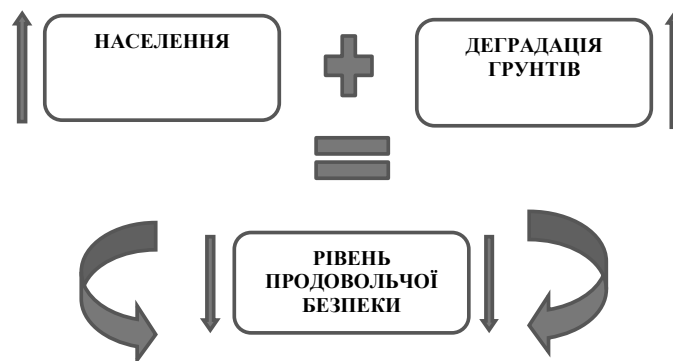 НАСЕЛЕННЯ
ДЕГРАДАЦІЯ
ГРУНТІВ
РІВЕНЬ
ПРОДОВОЛЬЧОЇ
БЕЗПЕКИ